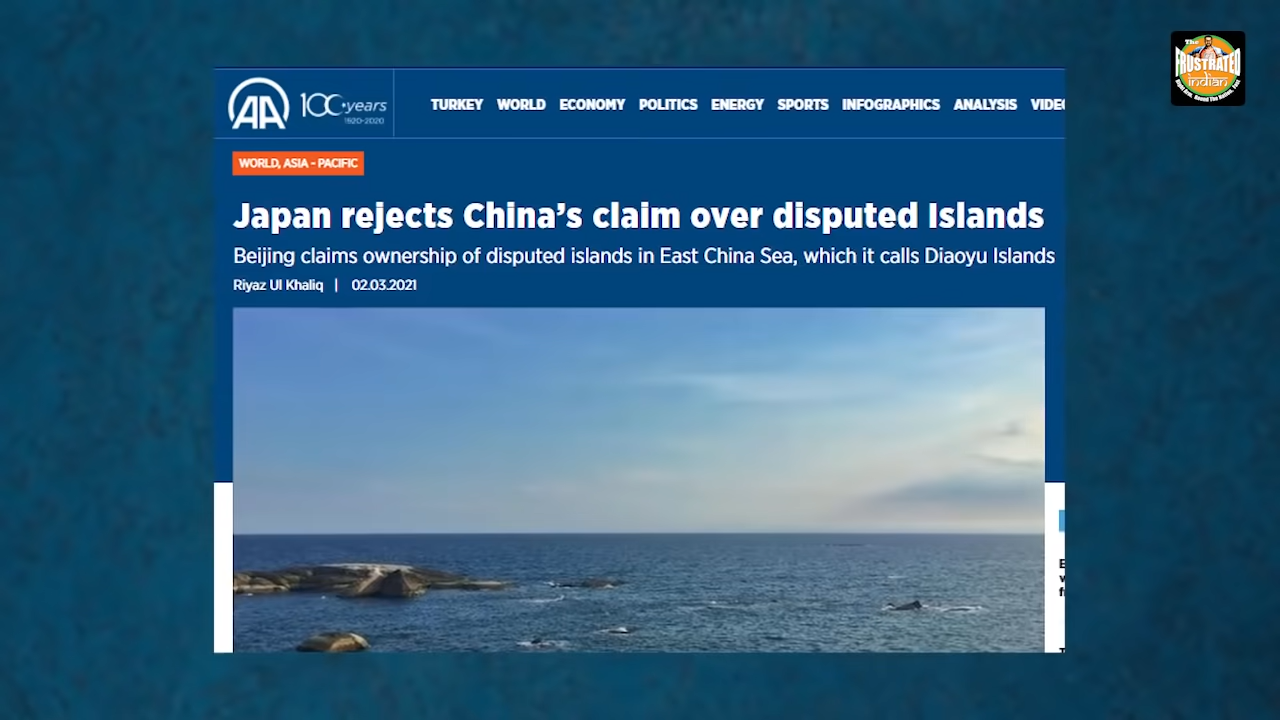 The
FRUSTRATED
indian
AA 100 years
1920-2020
TURKEY WORLD ECONOMY POLITICS ENERGY SPORTS INFOGRAPHICS ANALYSIS
WORLD, ASIA - PACIFIC
Japan rejects China's claim over disputed Islands
Beijing claims ownership of disputed islands in East China Sea, which it calls Diaoyu Islands
Riyaz Ul Khaliq | 02.03.2021